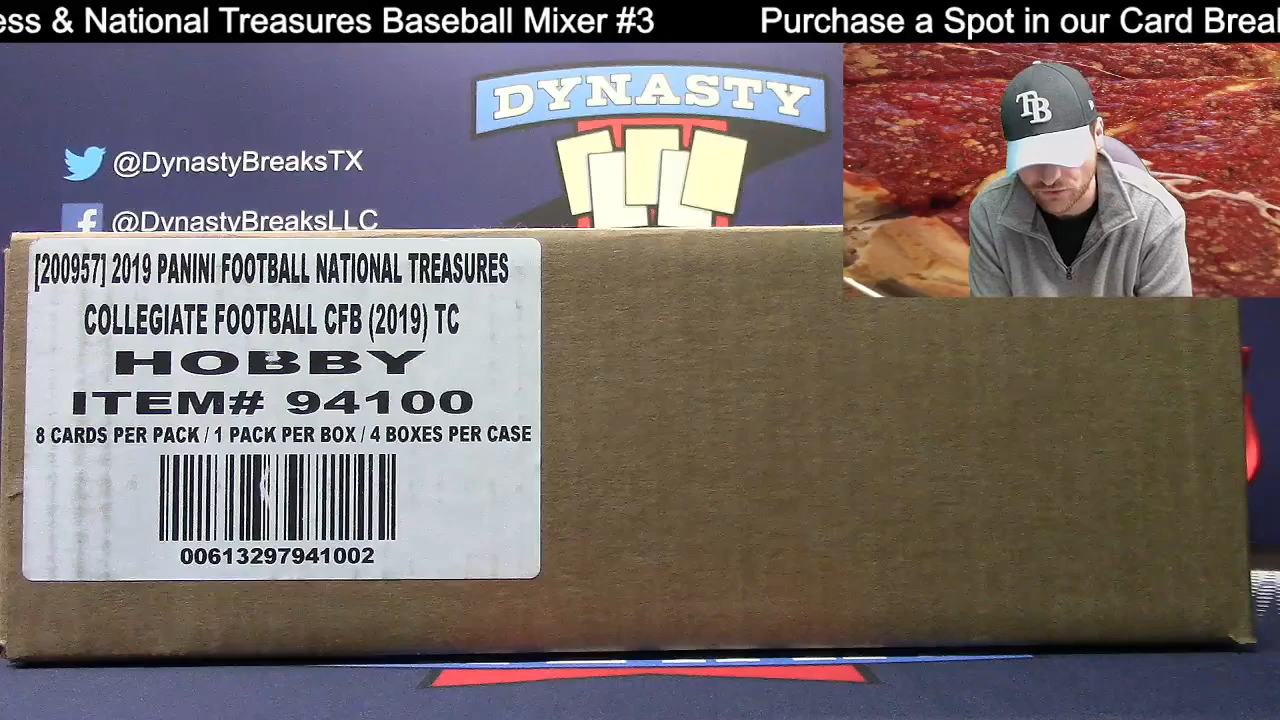 ess & National Treasures Baseball Mixer #3 Purchase a Spot in our Card Break
DYNASTY
@DynastyBreaksTX
@DynastyBreaksLLC
TB
[200957] 2019 PANINI FOOTBALL NATIONAL TREASURES
COLLEGIATE FOOTBALL CFB (2019) TC
HOBBY
ITEM# 94100
8 CARDS PER PACK / 1 PACK PER BOX / 4 BOXES PER CASE
00613297941002